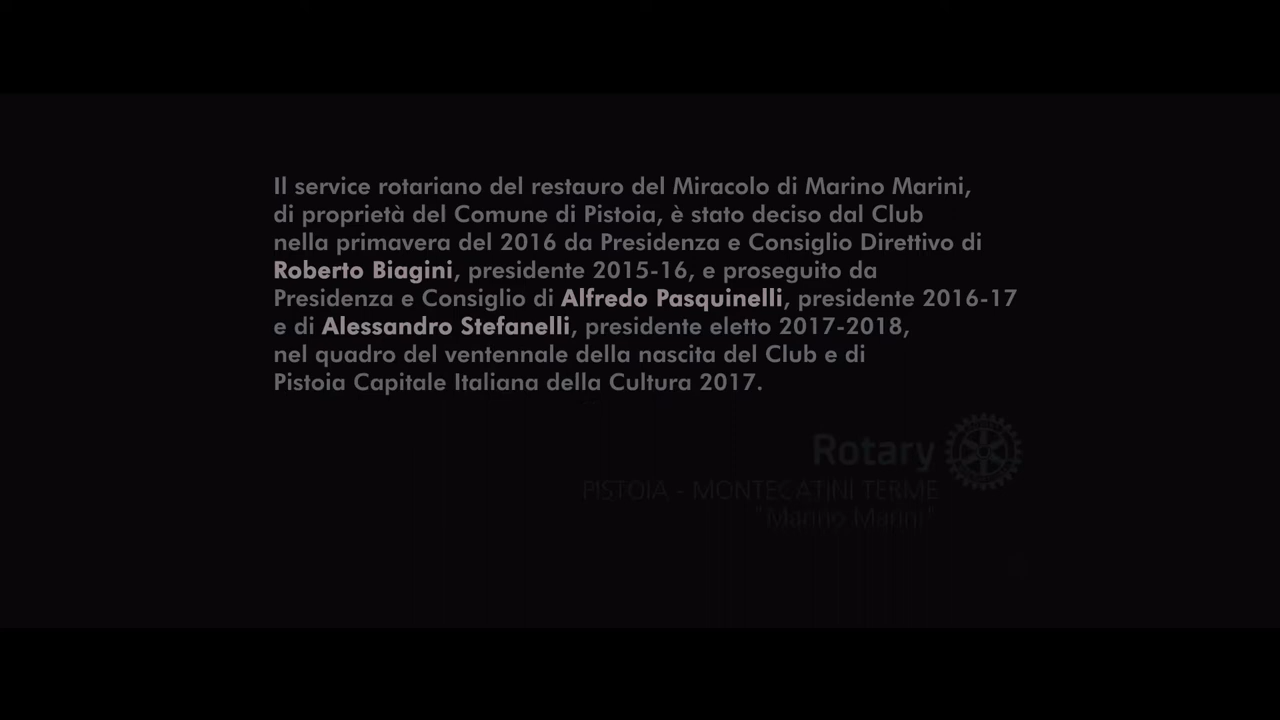 Il service rotariano del restauro del Miracolo di Marino Marini,
di proprietà del Comune di Pistoia, è stato deciso dal Club
nella primavera del 2016 da Presidenza e Consiglio Direttivo di
Roberto Biagini, presidente 2015-16, e proseguito da
Presidenza e Consiglio di Alfredo Pasquinelli, presidente 2016-17
e di Alessandro Stefanelli, presidente eletto 2017-2018,
nel quadro del ventennale della nascita del Club e di
Pistoia Capitale Italiana della Cultura 2017.
Rotary
PISTOIA - MONTECATINI TERME
"Marino Marini"